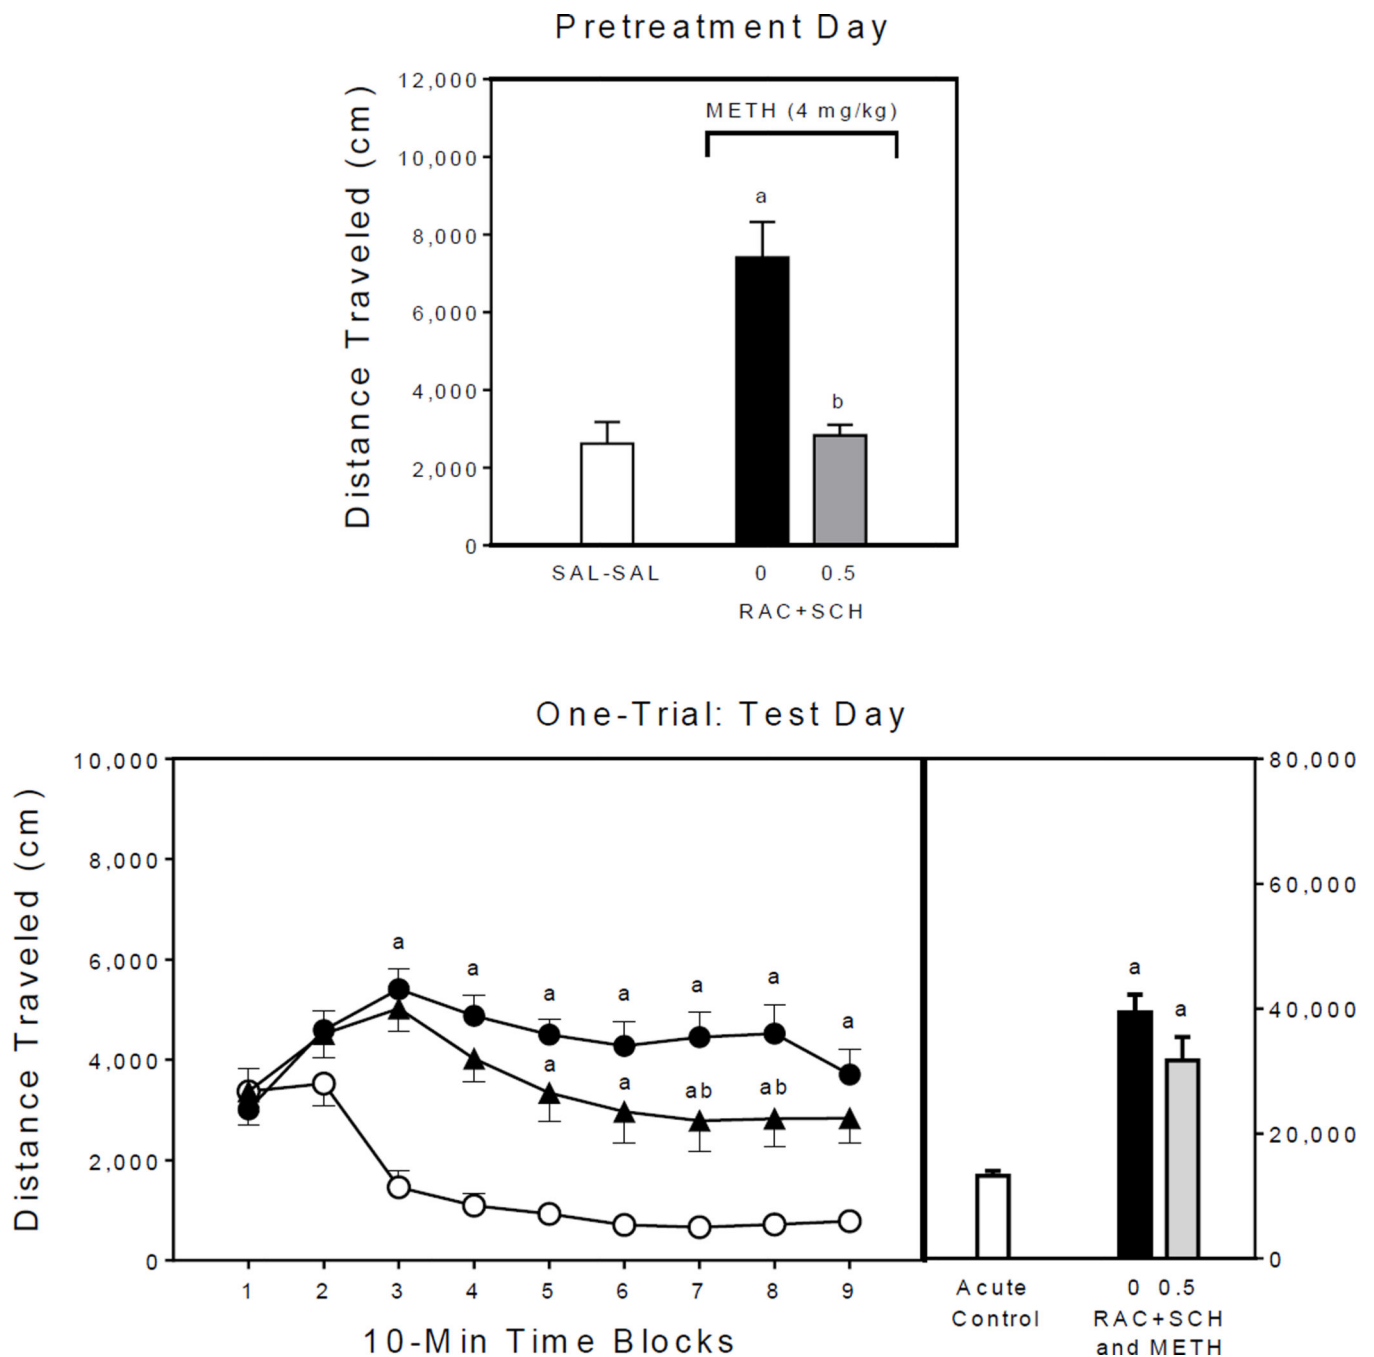 Pretreatment Day
Distance Traveled (cm)
12,000
10,000
8,000
6,000
4,000
2,000
0
METH (4 mg/kg)
a
b
SAL-SAL 0 0.5
RAC+SCH
One-Trial: Test Day
Distance Traveled (cm)
10,000
8,000
6,000
4,000
2,000
0
a
a a a a a a
a a ab ab
1 2 3 4 5 6 7 8 9
10-Min Time Blocks
80,000
60,000
40,000
20,000
0
a
a
Acute 0 0.5
Control RAC+SCH
and METH